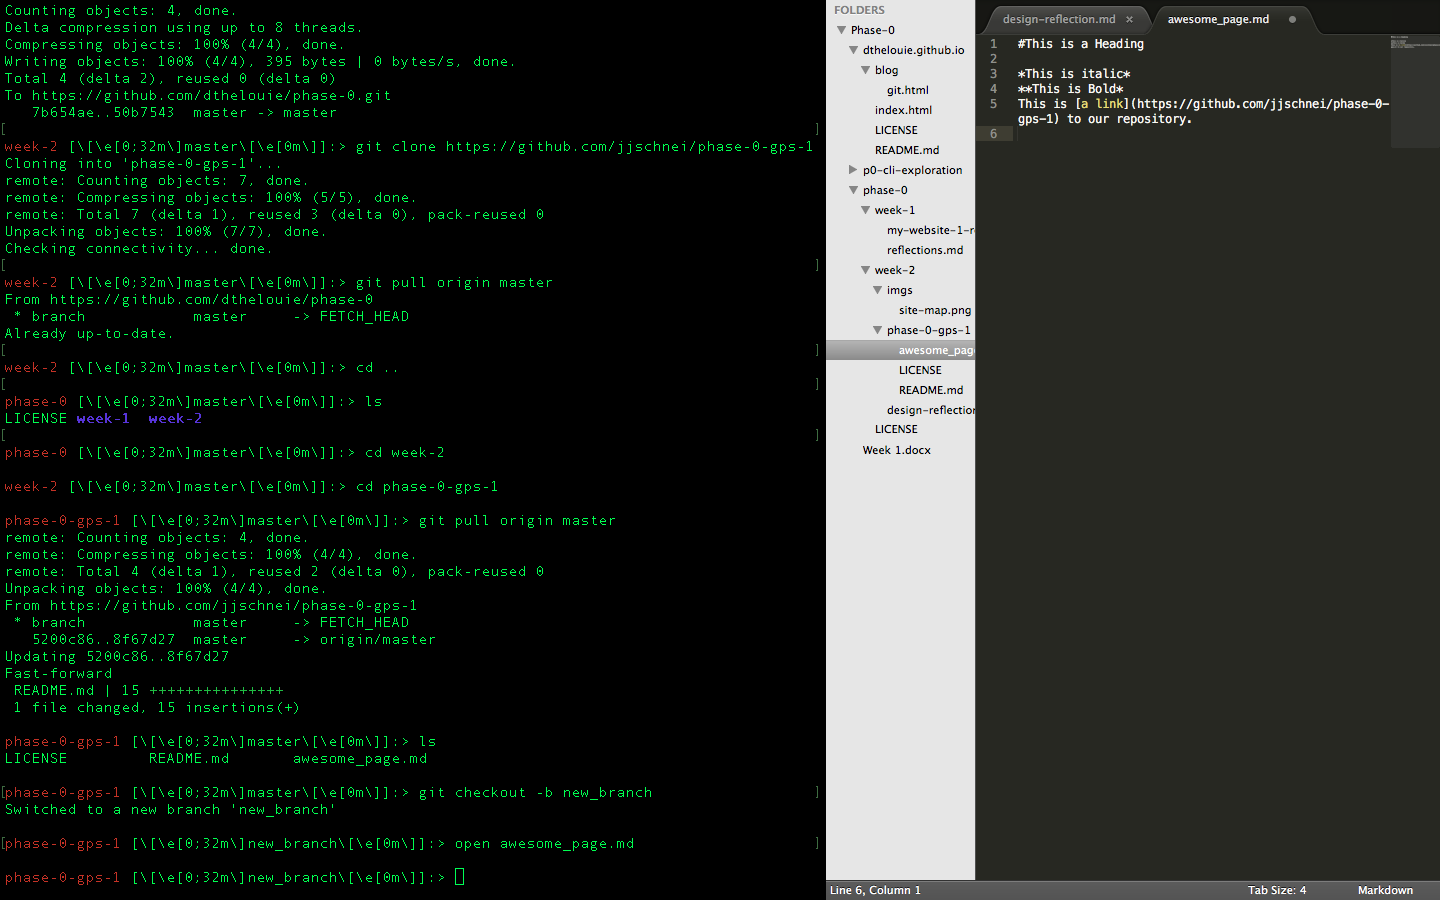 Counting objects: 4, done.
Delta compression using up to 8 threads.
Compressing objects: 100% (4/4), done.
Writing objects: 100% (4/4), 395 bytes | 0 bytes/s, done.
Total 4 (delta 2), reused 0 (delta 0)
To https://github.com/dthelouie/phase-0.git
   7b654ae..50b7543  master -> master
[ ]
week-2 [\[\e[0;32m\]master\[\e[0m\]]:> git clone https://github.com/jjschnei/phase-0-gps-1
Cloning into 'phase-0-gps-1'...
remote: Counting objects: 7, done.
remote: Compressing objects: 100% (5/5), done.
remote: Total 7 (delta 1), reused 3 (delta 0), pack-reused 0
Unpacking objects: 100% (7/7), done.
Checking connectivity... done.
[ ]
week-2 [\[\e[0;32m\]master\[\e[0m\]]:> git pull origin master
From https://github.com/dthelouie/phase-0
 * branch            master     -> FETCH_HEAD
Already up-to-date.
[ ]
week-2 [\[\e[0;32m\]master\[\e[0m\]]:> cd ..
[ ]
phase-0 [\[\e[0;32m\]master\[\e[0m\]]:> ls
LICENSE week-1  week-2
[ ]
phase-0 [\[\e[0;32m\]master\[\e[0m\]]:> cd week-2
week-2 [\[\e[0;32m\]master\[\e[0m\]]:> cd phase-0-gps-1
phase-0-gps-1 [\[\e[0;32m\]master\[\e[0m\]]:> git pull origin master
remote: Counting objects: 4, done.
remote: Compressing objects: 100% (4/4), done.
remote: Total 4 (delta 1), reused 2 (delta 0), pack-reused 0
Unpacking objects: 100% (4/4), done.
From https://github.com/jjschnei/phase-0-gps-1
 * branch            master     -> FETCH_HEAD
   5200c86..8f67d27  master     -> origin/master
Updating 5200c86..8f67d27
Fast-forward
 README.md | 15 +++++++++++++++
 1 file changed, 15 insertions(+)
phase-0-gps-1 [\[\e[0;32m\]master\[\e[0m\]]:> ls
LICENSE         README.md       awesome_page.md
[phase-0-gps-1 [\[\e[0;32m\]master\[\e[0m\]]:> git checkout -b new_branch ]
Switched to a new branch 'new_branch'
[phase-0-gps-1 [\[\e[0;32m\]new_branch\[\e[0m\]]:> open awesome_page.md ]
phase-0-gps-1 [\[\e[0;32m\]new_branch\[\e[0m\]]:>
FOLDERS
Phase-0
dthelouie.github.io
blog
git.html
index.html
LICENSE
README.md
p0-cli-exploration
phase-0
week-1
my-website-1-r
reflections.md
week-2
imgs
site-map.png
phase-0-gps-1
awesome_pag
LICENSE
README.md
design-reflection
LICENSE
Week 1.docx
design-reflection.md × awesome_page.md
1 #This is a Heading
2
3 *This is italic*
4 **This is Bold*
5 This is [a link](https://github.com/jjschnei/phase-0-
gps-1) to our repository.
6
Line 6, Column 1 Tab Size: 4 Markdown